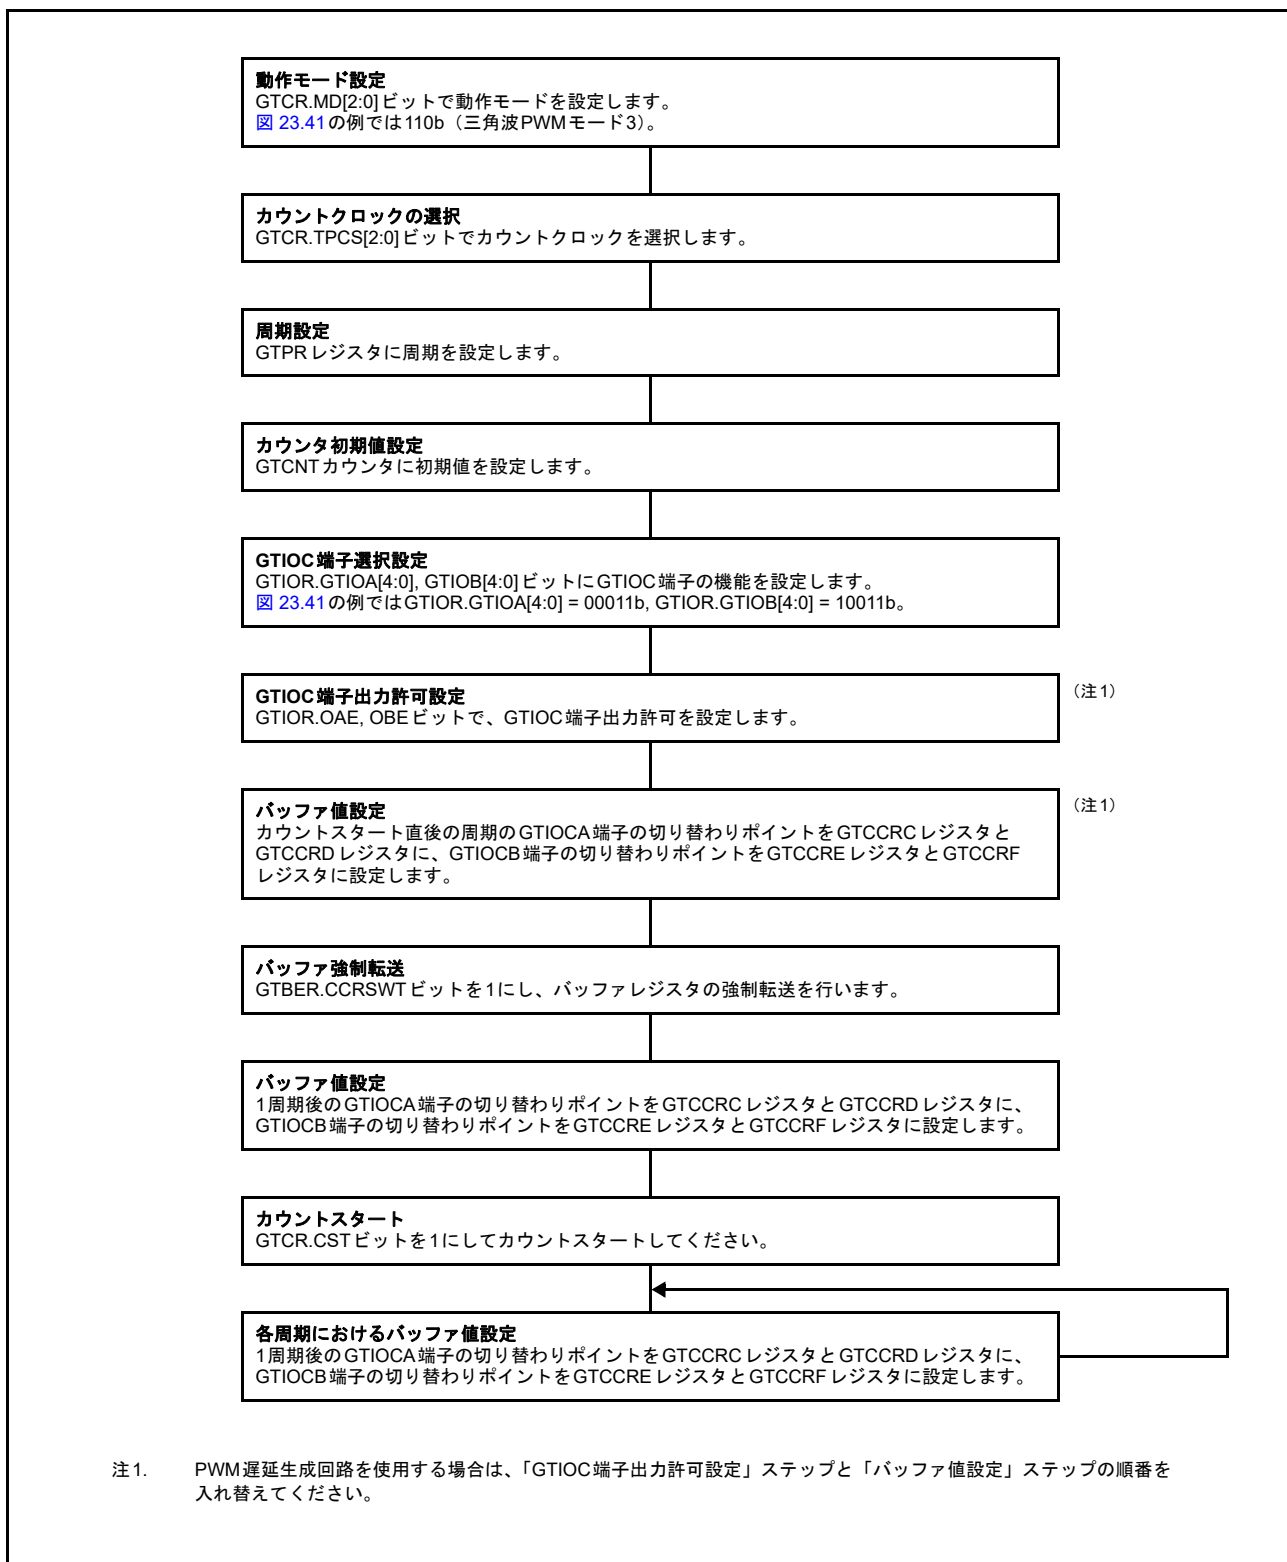 動作モード設定
GTCR.MD[2:0]ビットで動作モードを設定します。
図 23.41の例では110b（三角波PWMモード3）。
カウントクロックの選択
GTCR.TPCS[2:0]ビットでカウントクロックを選択します。
周期設定
GTPRレジスタに周期を設定します。
カウンタ初期値設定
GTCNTカウンタに初期値を設定します。
GTIOC端子選択設定
GTIOR.GTIOA[4:0], GTIOB[4:0]ビットにGTIOC端子の機能を設定します。
図 23.41の例ではGTIOR.GTIOA[4:0] = 00011b, GTIOR.GTIOB[4:0] = 10011b。
GTIOC端子出力許可設定
GTIOR.OAE, OBEビットで、GTIOC端子出力許可を設定します。
（注1）
バッファ値設定
カウントスタート直後の周期のGTIOCA端子の切り替わりポイントをGTCCRCレジスタと
GTCCRDレジスタに、GTIOCB端子の切り替わりポイントをGTCCREレジスタとGTCCRF
レジスタに設定します。
（注1）
バッファ強制転送
GTBER.CCRSWTビットを1にし、バッファレジスタの強制転送を行います。
バッファ値設定
1周期後のGTIOCA端子の切り替わりポイントをGTCCRCレジスタとGTCCRDレジスタに、
GTIOCB端子の切り替わりポイントをGTCCREレジスタとGTCCRFレジスタに設定します。
カウントスタート
GTCR.CSTビットを1にしてカウントスタートしてください。
各周期におけるバッファ値設定
1周期後のGTIOCA端子の切り替わりポイントをGTCCRCレジスタとGTCCRDレジスタに、
GTIOCB端子の切り替わりポイントをGTCCREレジスタとGTCCRFレジスタに設定します。
注1. PWM遅延生成回路を使用する場合は、「GTIOC端子出力許可設定」ステップと「バッファ値設定」ステップの順番を
入れ替えてください。